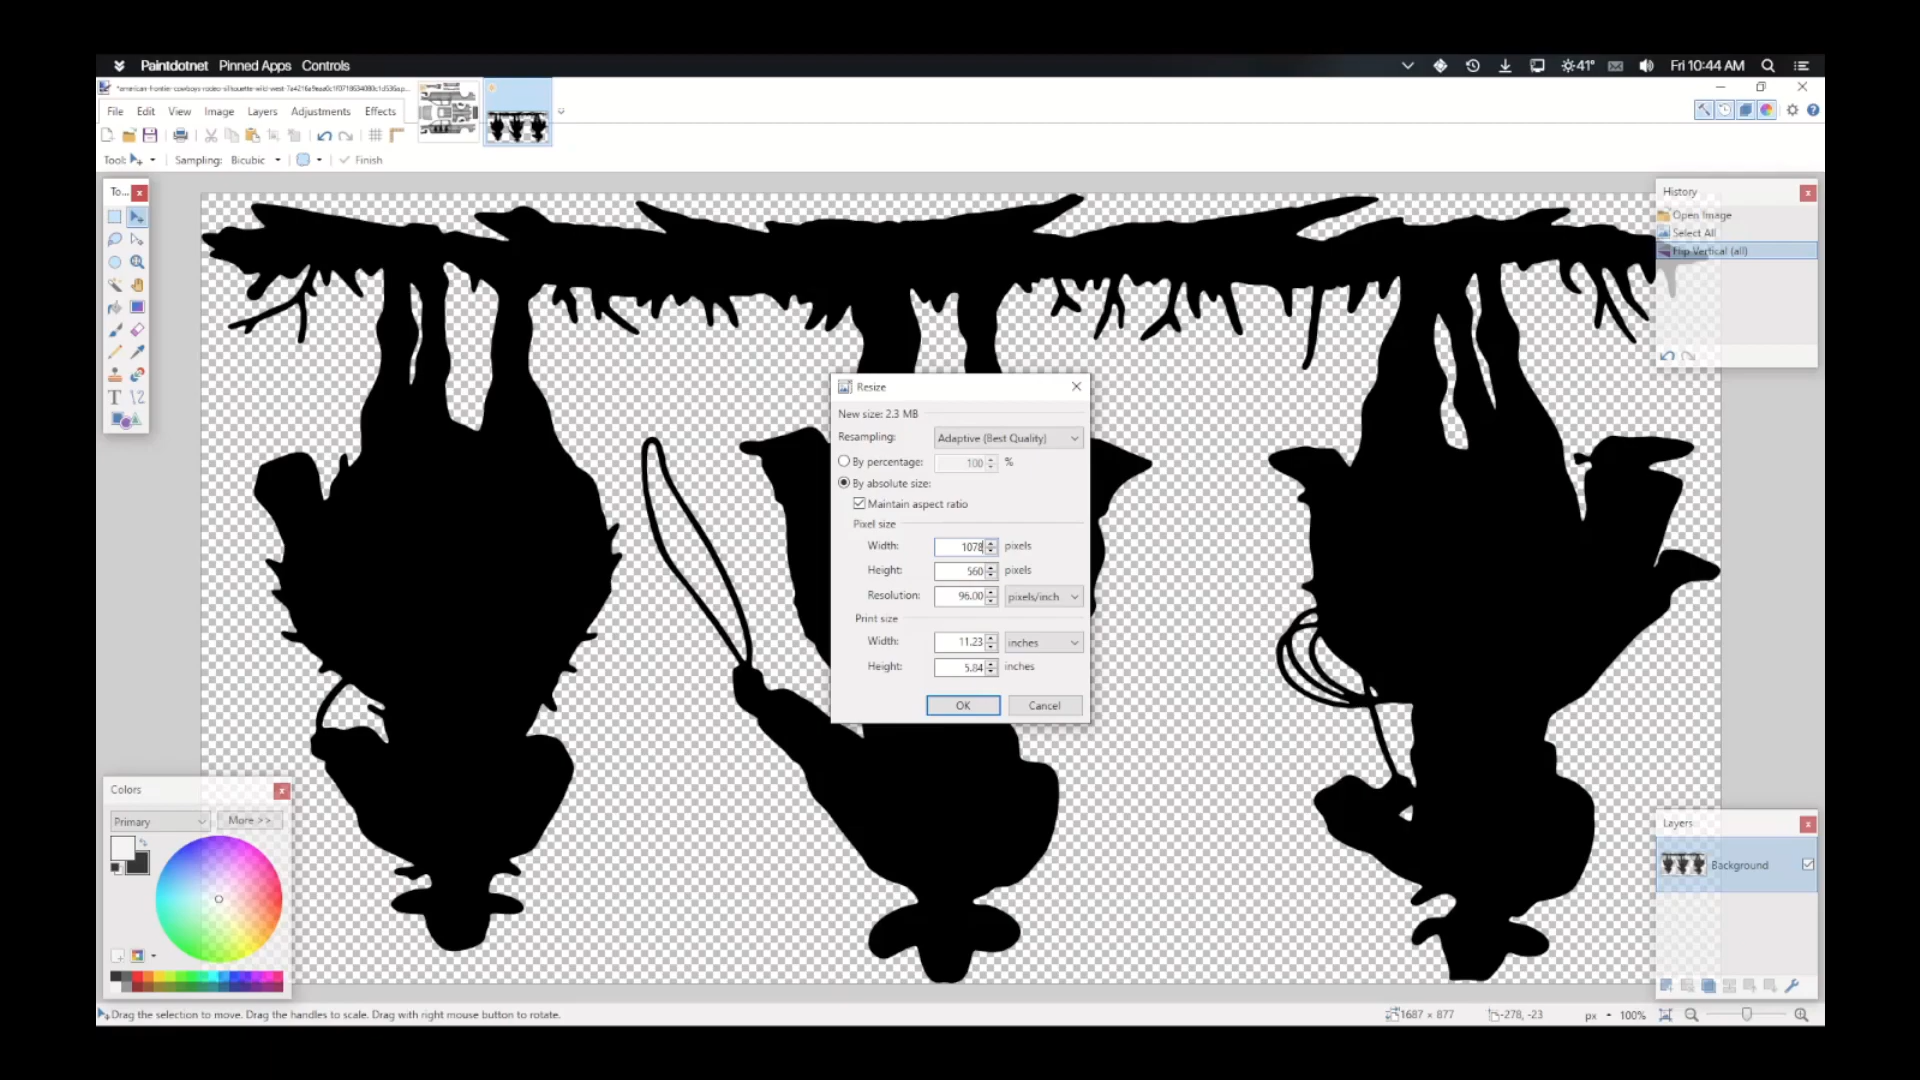 Paintdotnet Pinned Apps Controls
41° Fri 10:44 AM
File Edit View Image Layers Adjustments Effects
Tool: Sampling: Bicubic Finish
To...
History
Open Image
Select All
Flip Vertical (all)
Resize
New size: 2.3 MB
Resampling: Adaptive (Best Quality)
By percentage: 100 %
By absolute size:
Maintain aspect ratio
Pixel size
Width: 1078 pixels
Height: 560 pixels
Resolution: 96.00 pixels/inch
Print size
Width: 11.23 inches
Height: 5.84 inches
OK Cancel
Colors
Primary More >>
Layers
Background
Drag the selection to move. Drag the handles to scale. Drag with right mouse button to rotate.
1687 × 877 -278, -23 px 100%